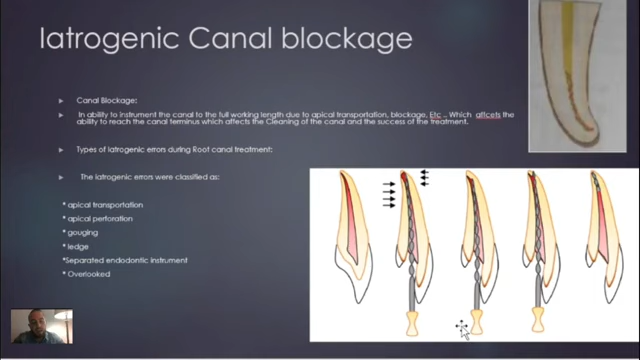 Iatrogenic Canal blockage
Canal Blockage:
In ability to instrument the canal to the full working length due to apical transportation, blockage, Etc .. Which affcets the
ability to reach the canal terminus which affects the Cleaning of the canal and the success of the treatment.
Types of Iatrogenic errors during Root canal treatment:
The iatrogenic errors were classified as:
* apical transportation
* apical perforation
* gouging
* ledge
*Separated endodontic instrument
* Overlooked